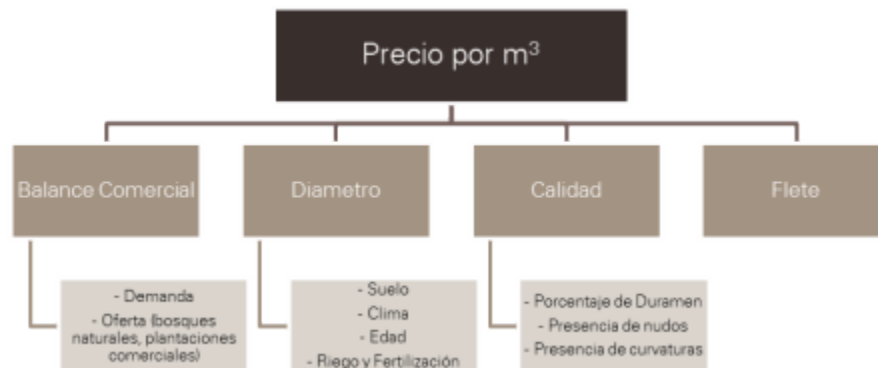 Precio por m³
Balance Comercial
Diametro
Calidad
Flete
- Demanda
- Oferta (bosques
naturales, plantaciones
comerciales)
- Suelo
- Clima
- Edad
- Riego y Fertilización
- Porcentaje de Duramen
- Presencia de nudos
- Presencia de curvaturas